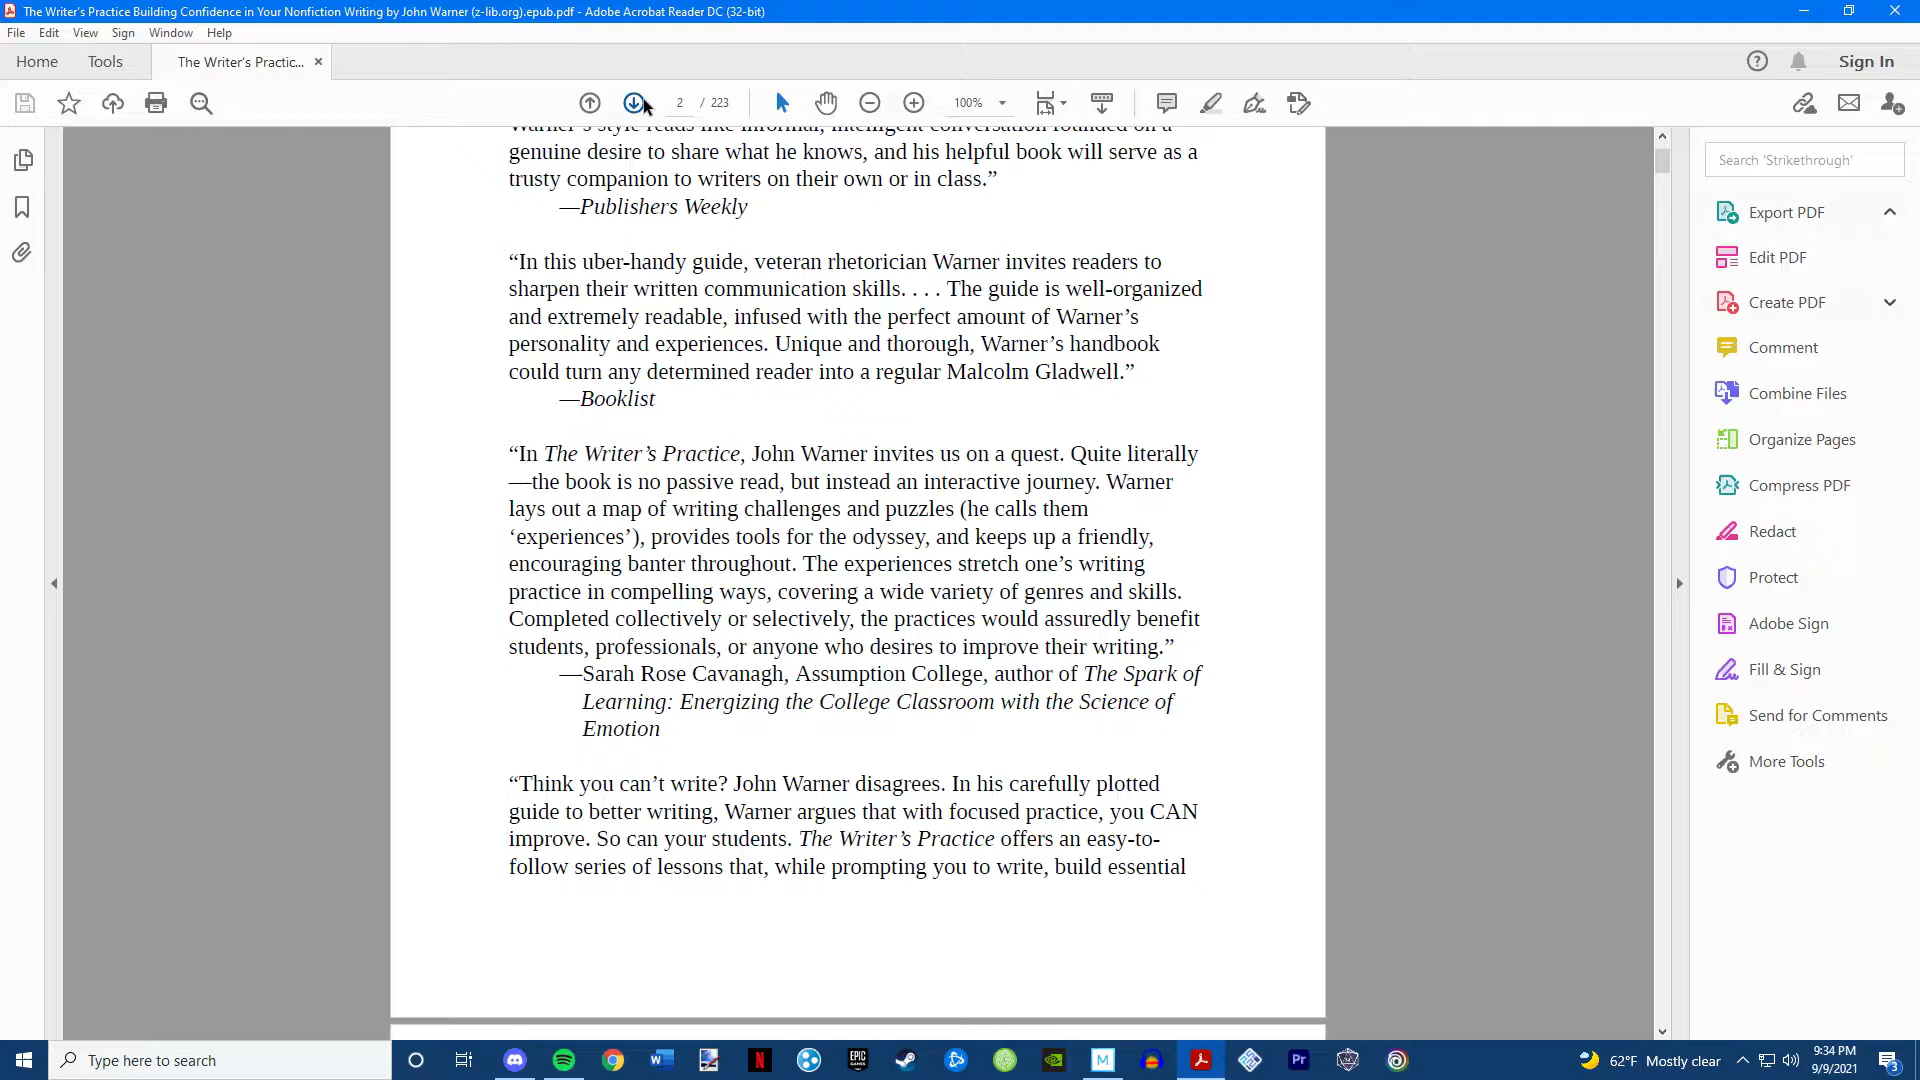 The Writer's Practice Building Confidence in Your Nonfiction Writing by John Warner (z-lib.org).epub.pdf - Adobe Acrobat Reader DC (32-bit)
File Edit View Sign Window Help
Home Tools The Writer's Practic... Sign In
2 / 223 100%
Warner's style reads like informal, intelligent conversation founded on a
genuine desire to share what he knows, and his helpful book will serve as a
trusty companion to writers on their own or in class.”
—Publishers Weekly
“In this uber-handy guide, veteran rhetorician Warner invites readers to
sharpen their written communication skills. . . . The guide is well-organized
and extremely readable, infused with the perfect amount of Warner’s
personality and experiences. Unique and thorough, Warner’s handbook
could turn any determined reader into a regular Malcolm Gladwell.”
—Booklist
“In The Writer’s Practice, John Warner invites us on a quest. Quite literally
—the book is no passive read, but instead an interactive journey. Warner
lays out a map of writing challenges and puzzles (he calls them
‘experiences’), provides tools for the odyssey, and keeps up a friendly,
encouraging banter throughout. The experiences stretch one’s writing
practice in compelling ways, covering a wide variety of genres and skills.
Completed collectively or selectively, the practices would assuredly benefit
students, professionals, or anyone who desires to improve their writing.”
—Sarah Rose Cavanagh, Assumption College, author of The Spark of
Learning: Energizing the College Classroom with the Science of
Emotion
“Think you can’t write? John Warner disagrees. In his carefully plotted
guide to better writing, Warner argues that with focused practice, you CAN
improve. So can your students. The Writer’s Practice offers an easy-to-
follow series of lessons that, while prompting you to write, build essential
Search 'Strikethrough'
Export PDF
Edit PDF
Create PDF
Comment
Combine Files
Organize Pages
Compress PDF
Redact
Protect
Adobe Sign
Fill & Sign
Send for Comments
More Tools
Type here to search
EPIC GAMES
Pr
62°F Mostly clear
9:34 PM
9/9/2021
3